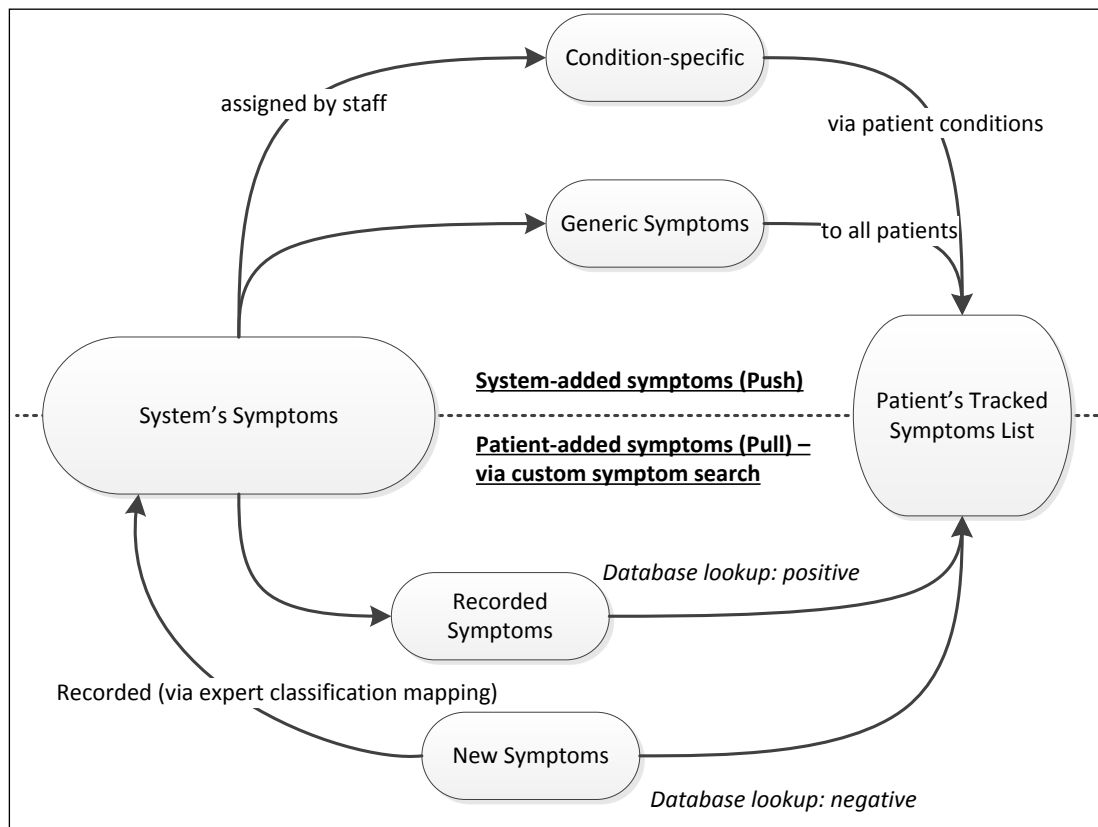 Condition-specific
assigned by staff
via patient conditions
Generic Symptoms
to all patients
System-added symptoms (Push)
System’s Symptoms
Patient’s Tracked
Symptoms List
Patient-added symptoms (Pull) –
via custom symptom search
Database lookup: positive
Recorded
Symptoms
Recorded (via expert classification mapping)
New Symptoms
Database lookup: negative